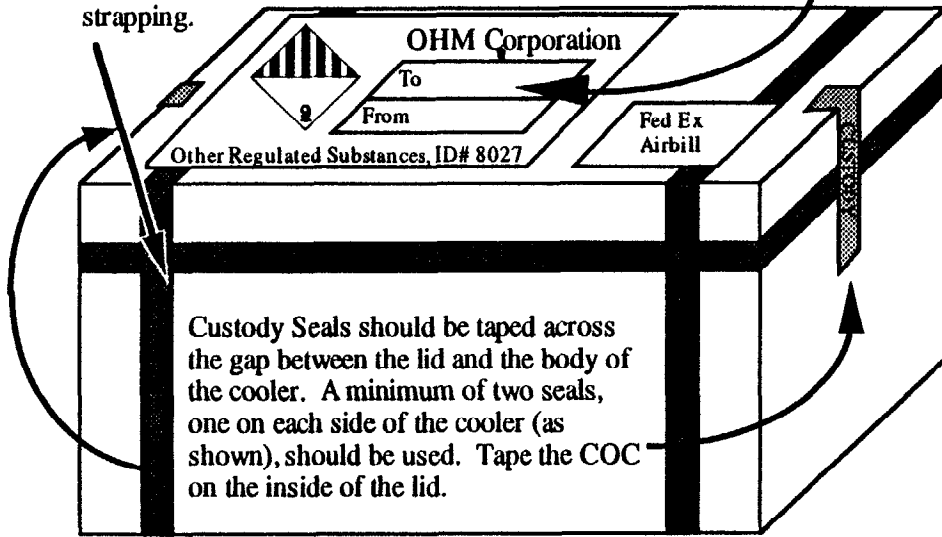 strapping.
OHM Corporation
To
From
9
Other Regulated Substances, ID# 8027
Fed Ex
Airbill
Custody Seals should be taped across
the gap between the lid and the body of
the cooler. A minimum of two seals,
one on each side of the cooler (as
shown), should be used. Tape the COC
on the inside of the lid.